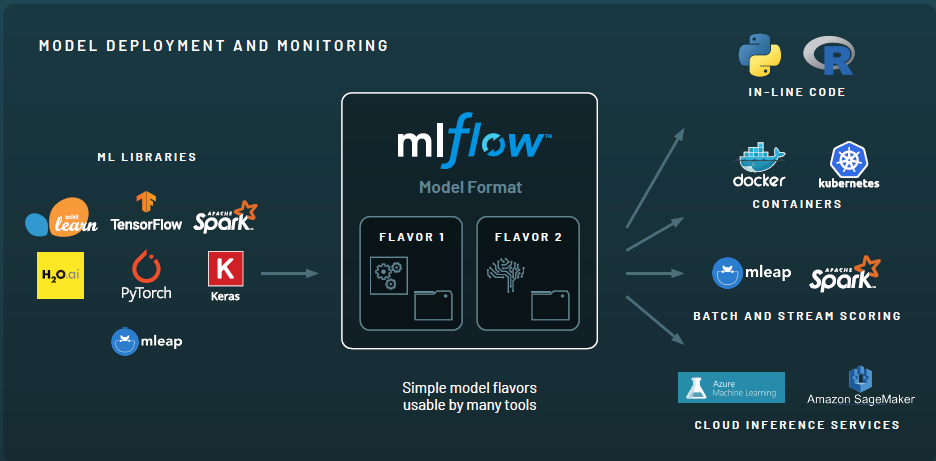 MODEL DEPLOYMENT AND MONITORING
ML LIBRARIES
scikit
learn
TensorFlow
APACHE
Spark™
H2O.ai
PyTorch
K
Keras
mleap
mlflow™
Model Format
FLAVOR 1
FLAVOR 2
Simple model flavors
usable by many tools
R
IN-LINE CODE
docker
kubernetes
CONTAINERS
mleap
APACHE
Spark™
BATCH AND STREAM SCORING
Azure
Machine Learning
Amazon SageMaker
CLOUD INFERENCE SERVICES